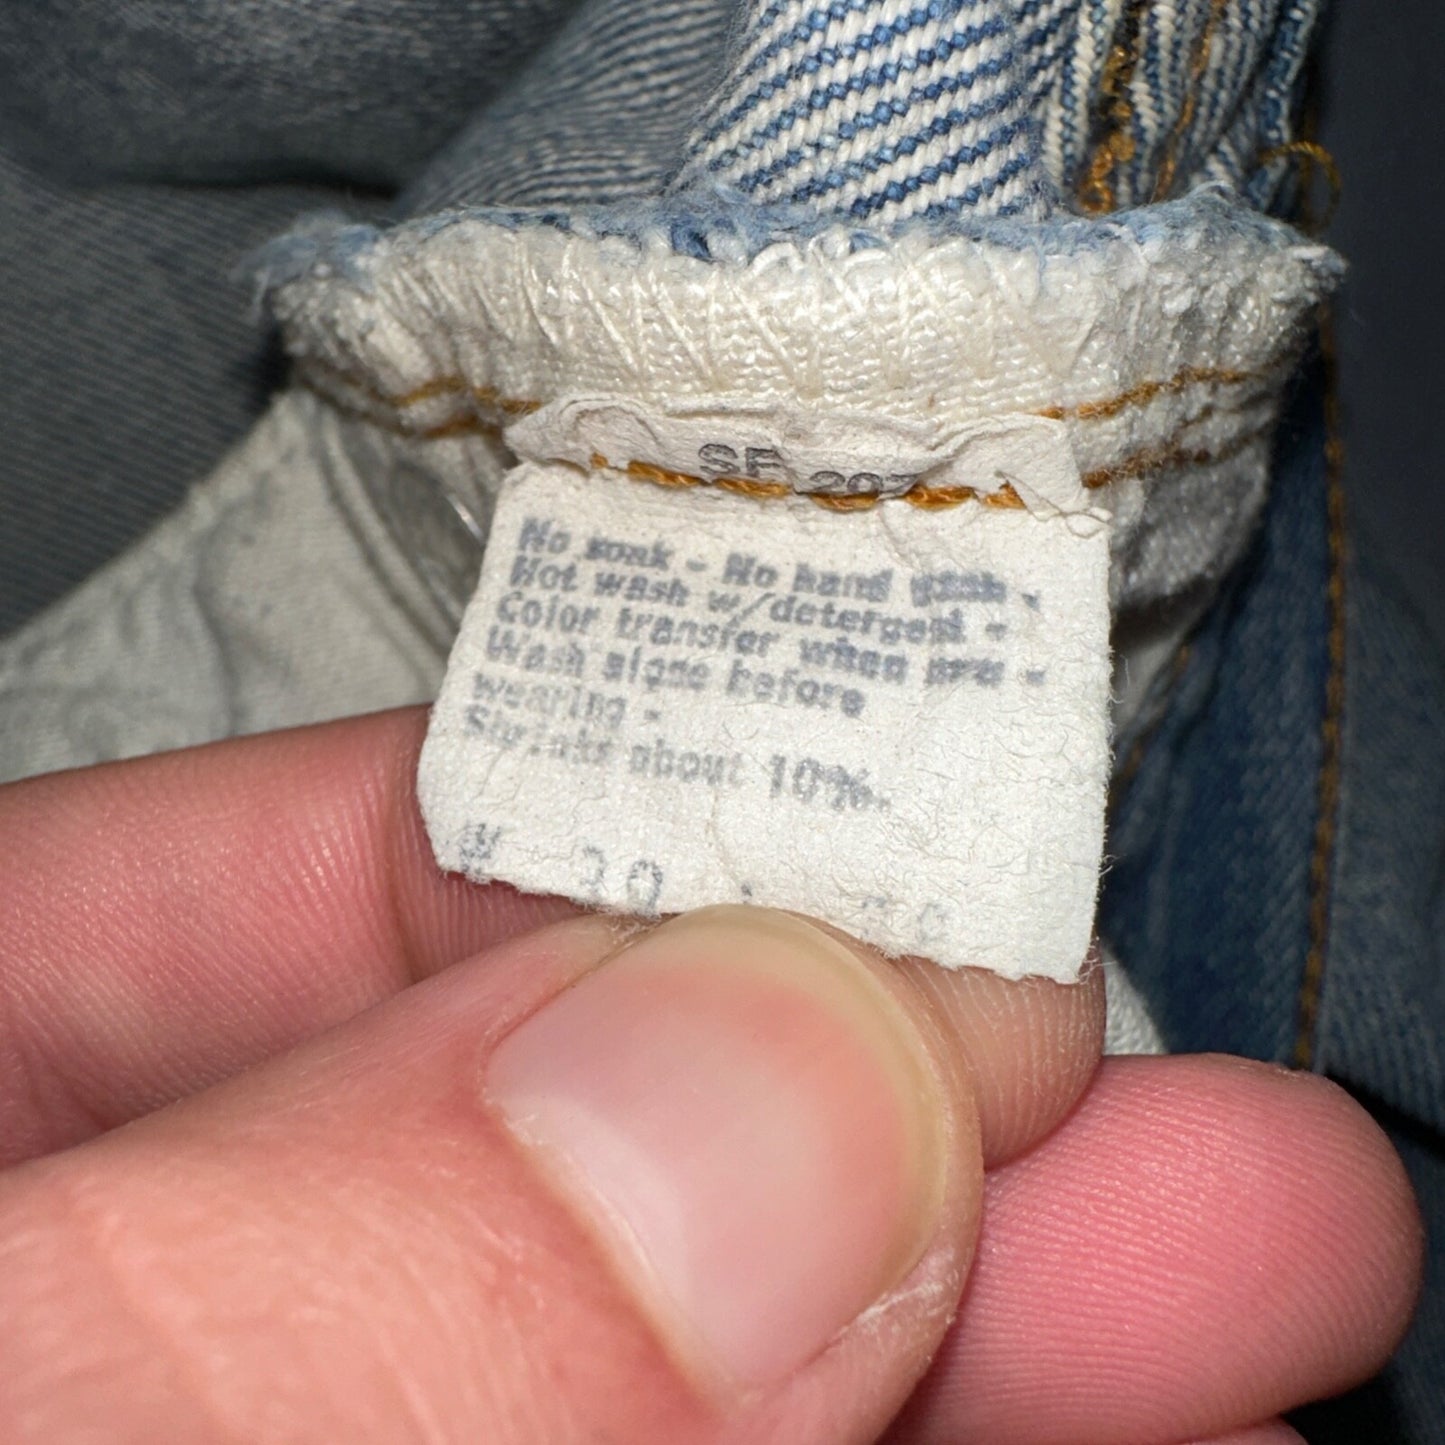 SF 207
No soak - No hand wash -
Hot wash w/detergent -
Color transfer when new -
Wash alone before
wearing -
Shrinks about 10%.
W 30